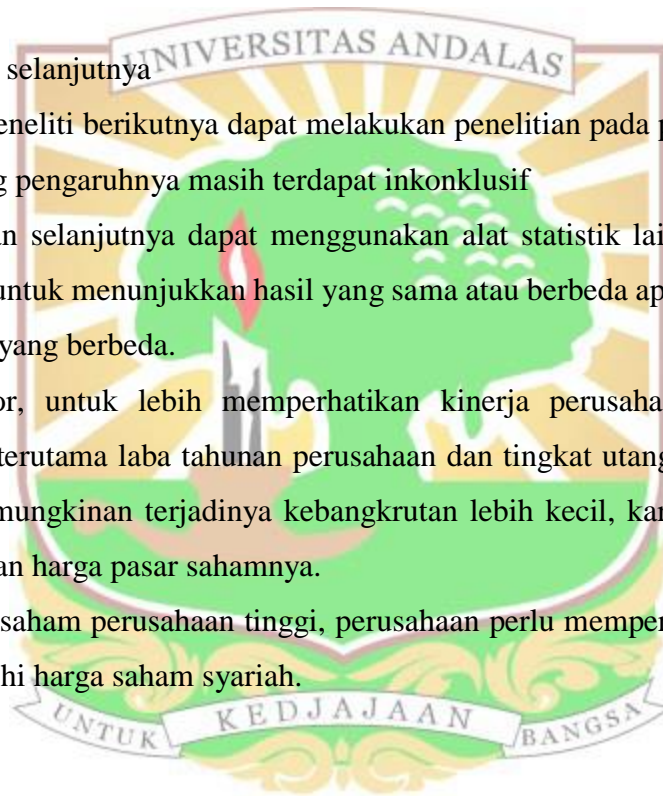 UNIVERSITAS ANDALAS
selanjutnya
eneliti berikutnya dapat melakukan penelitian pada p
g pengaruhnya masih terdapat inkonklusif
an selanjutnya dapat menggunakan alat statistik lai
untuk menunjukkan hasil yang sama atau berbeda ap
yang berbeda.
or, untuk lebih memperhatikan kinerja perusaha
terutama laba tahunan perusahaan dan tingkat utang
mungkinan terjadinya kebangkrutan lebih kecil, kar
an harga pasar sahamnya.
saham perusahaan tinggi, perusahaan perlu memper
hi harga saham syariah.
UNTUK KEDJAJAAN BANGSA